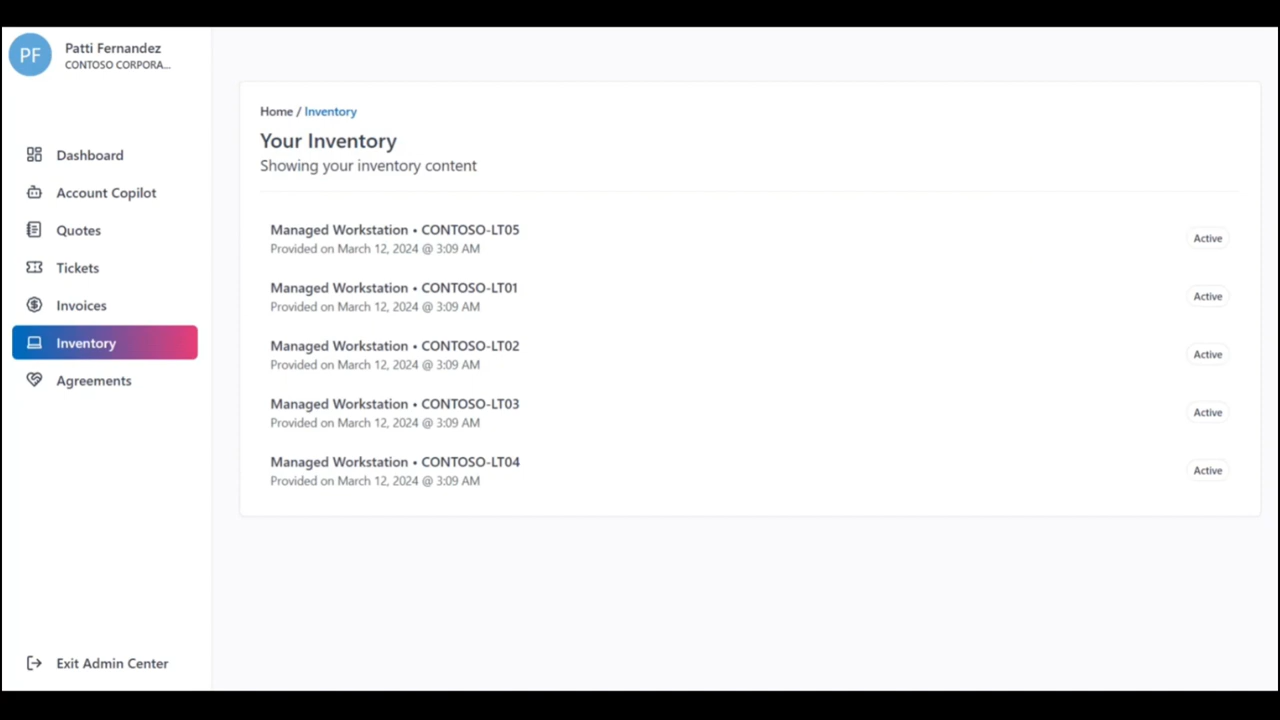 PF
Patti Fernandez
CONTOSO CORPORA...
Dashboard
Account Copilot
Quotes
Tickets
Invoices
Inventory
Agreements
Exit Admin Center
Home / Inventory
Your Inventory
Showing your inventory content
Managed Workstation • CONTOSO-LT05
Provided on March 12, 2024 @ 3:09 AM
Active
Managed Workstation • CONTOSO-LT01
Provided on March 12, 2024 @ 3:09 AM
Active
Managed Workstation • CONTOSO-LT02
Provided on March 12, 2024 @ 3:09 AM
Active
Managed Workstation • CONTOSO-LT03
Provided on March 12, 2024 @ 3:09 AM
Active
Managed Workstation • CONTOSO-LT04
Provided on March 12, 2024 @ 3:09 AM
Active